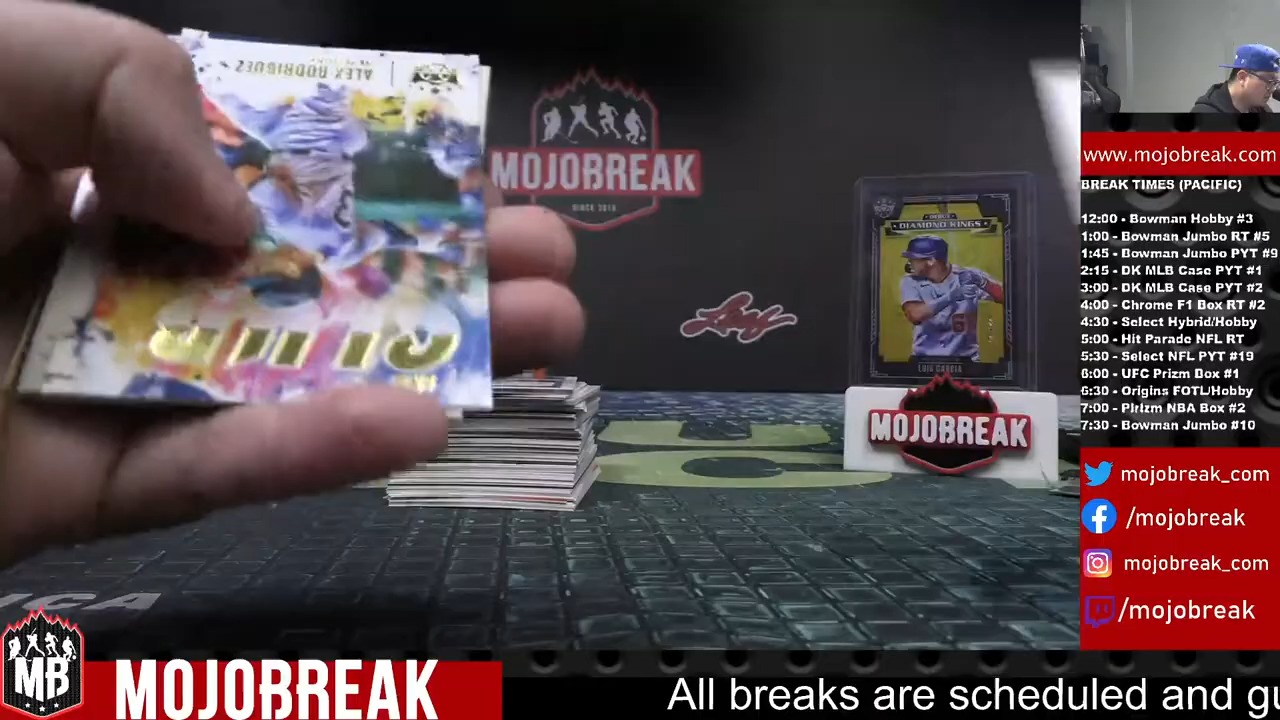 ALEX RODRIGUEZ
MOJOBREAK
SINCE 2014
Leaf
DEBUT
DIAMOND KINGS
LUIS GARCIA
MOJOBREAK
www.mojobreak.com
BREAK TIMES (PACIFIC)
12:00 - Bowman Hobby #3
1:00 - Bowman Jumbo RT #5
1:45 - Bowman Jumbo PYT #9
2:15 - DK MLB Case PYT #1
3:00 - DK MLB Case PYT #2
4:00 - Chrome F1 Box RT #2
4:30 - Select Hybrid/Hobby
5:00 - Hit Parade NFL RT
5:30 - Select NFL PYT #19
6:00 - UFC Prizm Box #1
6:30 - Origins FOTL/Hobby
7:00 - Pirizm NBA Box #2
7:30 - Bowman Jumbo #10
mojobreak_com
/mojobreak
mojobreak_com
/mojobreak
MB
MOJOBREAK
All breaks are scheduled and gu